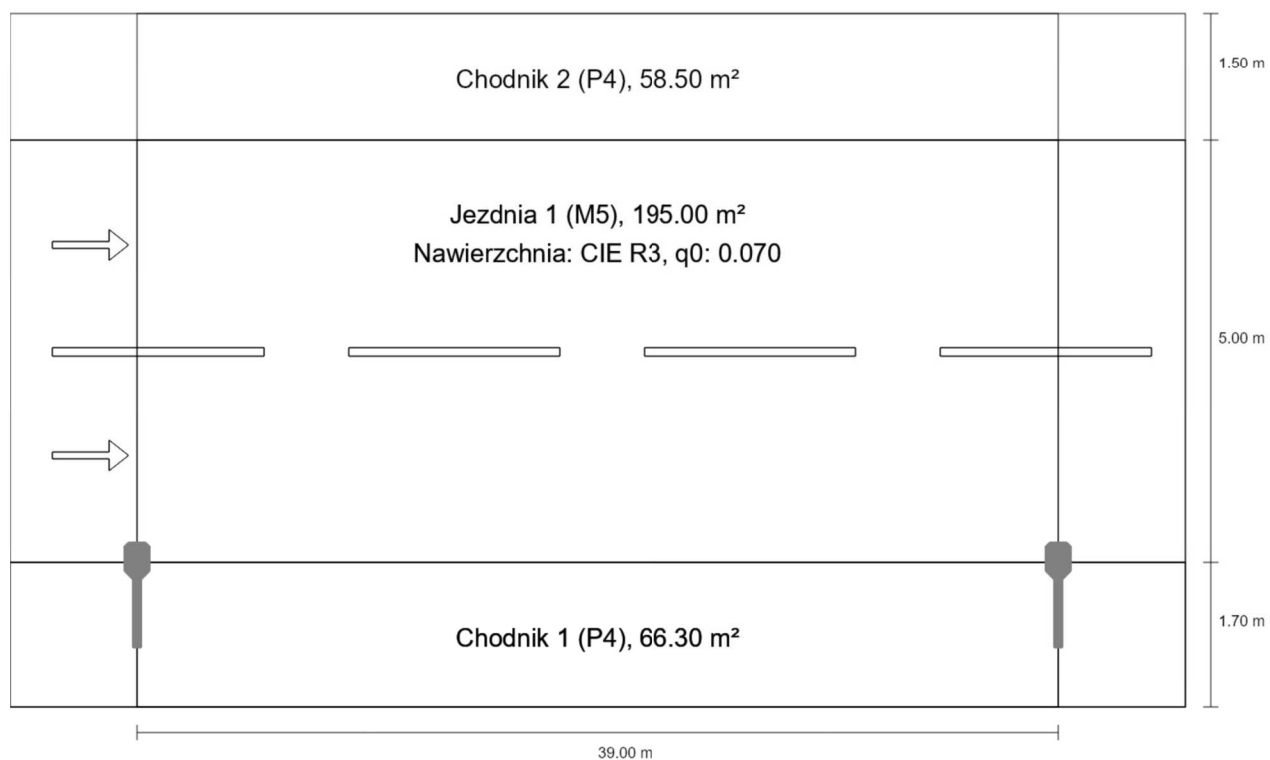 Chodnik 2 (P4), 58.50 m²
1.50 m
Jezdnia 1 (M5), 195.00 m²
Nawierzchnia: CIE R3, q0: 0.070
5.00 m
Chodnik 1 (P4), 66.30 m²
1.70 m
39.00 m